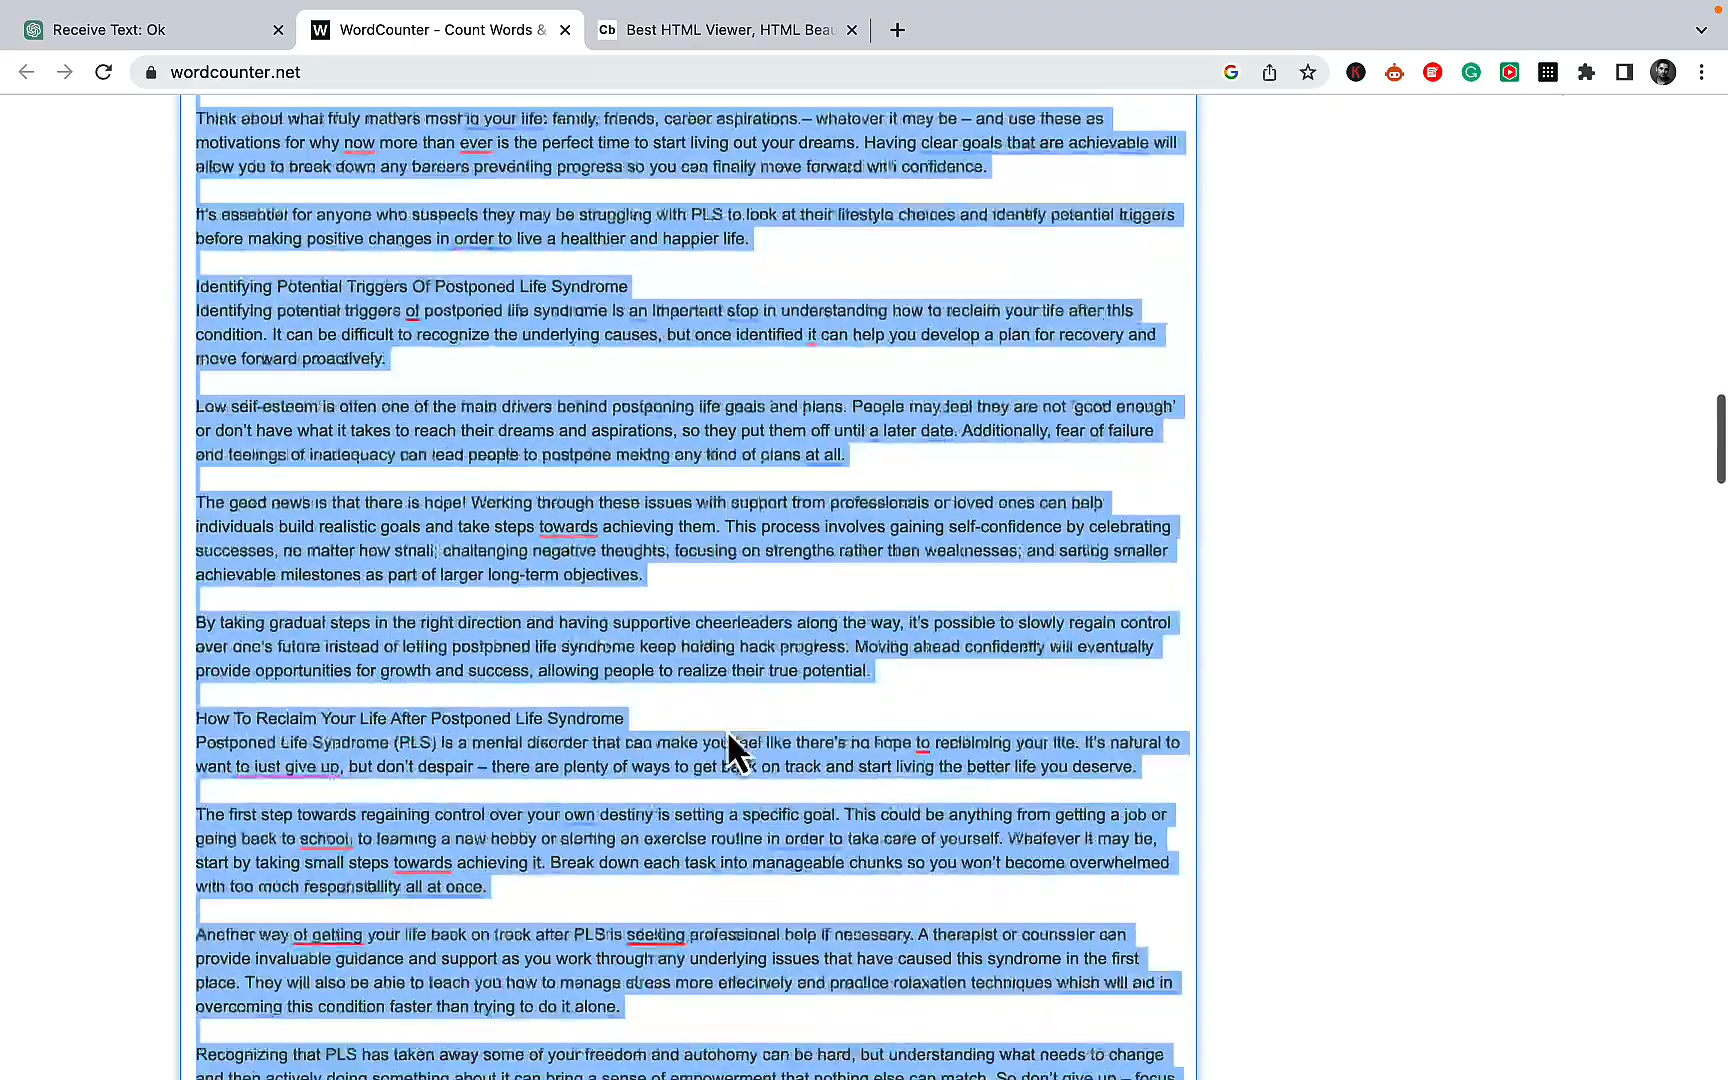 Receive Text: Ok
WordCounter - Count Words &
Cb Best HTML Viewer, HTML Beau
wordcounter.net
Think about what truly matters most in your life: family, friends, career aspirations – whatever it may be – and use these as
motivations for why now more than ever is the perfect time to start living out your dreams. Having clear goals that are achievable will
allow you to break down any barriers preventing progress so you can finally move forward with confidence.
It's essential for anyone who suspects they may be struggling with PLS to look at their lifestyle choices and identify potential triggers
before making positive changes in order to live a healthier and happier life.
Identifying Potential Triggers Of Postponed Life Syndrome
Identifying potential triggers of postponed life syndrome is an important step in understanding how to reclaim your life after this
condition. It can be difficult to recognize the underlying causes, but once identified it can help you develop a plan for recovery and
move forward proactively.
Low self-esteem is often one of the main drivers behind postponing life goals and plans. People may feel they are not 'good enough'
or don't have what it takes to reach their dreams and aspirations, so they put them off until a later date. Additionally, fear of failure
and feelings of inadequacy can lead people to postpone making any kind of plans at all.
The good news is that there is hope! Working through these issues with support from professionals or loved ones can help
individuals build realistic goals and take steps towards achieving them. This process involves gaining self-confidence by celebrating
successes, no matter how small; challenging negative thoughts, focusing on strengths rather than weaknesses; and setting smaller
achievable milestones as part of larger long-term objectives.
By taking gradual steps in the right direction and having supportive cheerleaders along the way, it's possible to slowly regain control
over one's future instead of letting postponed life syndrome keep holding back progress. Moving ahead confidently will eventually
provide opportunities for growth and success, allowing people to realize their true potential.
How To Reclaim Your Life After Postponed Life Syndrome
Postponed Life Syndrome (PLS) is a mental disorder that can make you feel like there's no hope to reclaiming your life. It's natural to
want to just give up, but don't despair – there are plenty of ways to get back on track and start living the better life you deserve.
The first step towards regaining control over your own destiny is setting a specific goal. This could be anything from getting a job or
going back to school, to learning a new hobby or starting an exercise routine in order to take care of yourself. Whatever it may be,
start by taking small steps towards achieving it. Break down each task into manageable chunks so you won't become overwhelmed
with too much responsibility all at once.
Another way of getting your life back on track after PLS is seeking professional help if necessary. A therapist or counselor can
provide invaluable guidance and support as you work through any underlying issues that have caused this syndrome in the first
place. They will also be able to teach you how to manage stress more effectively and practice relaxation techniques which will aid in
overcoming this condition faster than trying to do it alone.
Recognizing that PLS has taken away some of your freedom and autonomy can be hard, but understanding what needs to change
and then actively doing something about it can bring a sense of empowerment that nothing else can match. So don't give up – focus